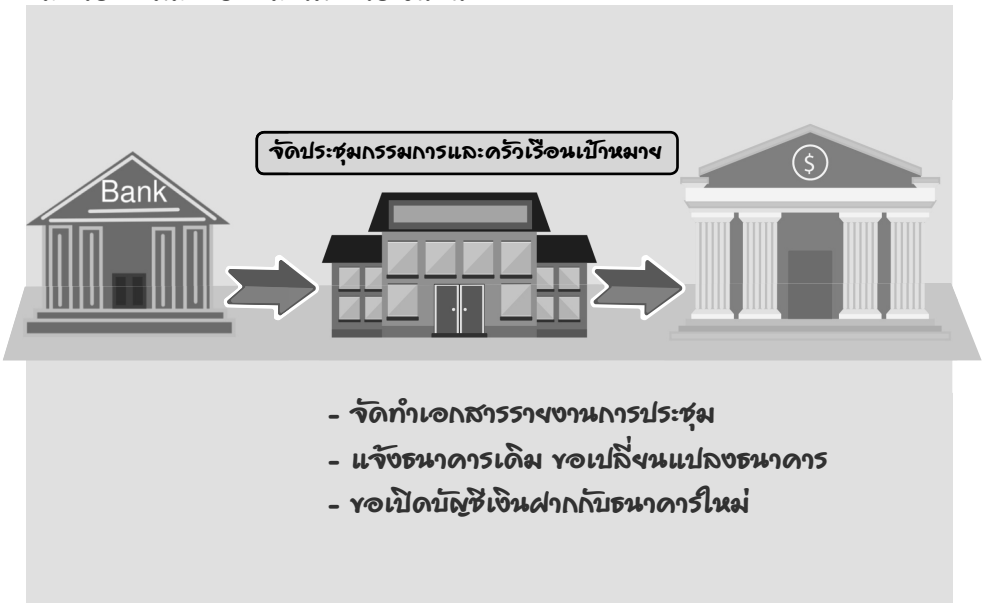 จัดประชุมกรรมการและครัวเรือนเป้าหมาย
Bank
$
- จัดทำเอกสารรายงานการประชุม
- แจ้งธนาคารเดิม ขอเปลี่ยนแปลงธนาคาร
- ขอเปิดบัญชีเงินฝากกับธนาคารใหม่